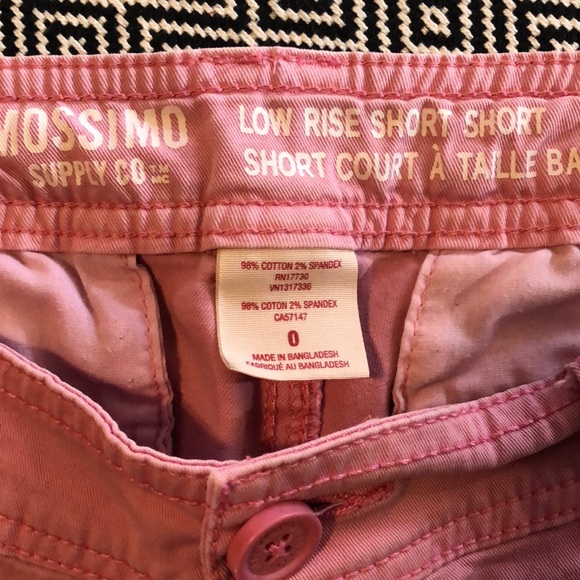 MOSSIMO
SUPPLY CO
LOW RISE SHORT SHORT
SHORT COURT À TAILLE BA
98% COTTON 2% SPANDEX
RN17730
VN1317336
98% COTON 2% SPANDEX
CA57147
0
MADE IN BANGLADESH
FABRIQUÉ AU BANGLADESH